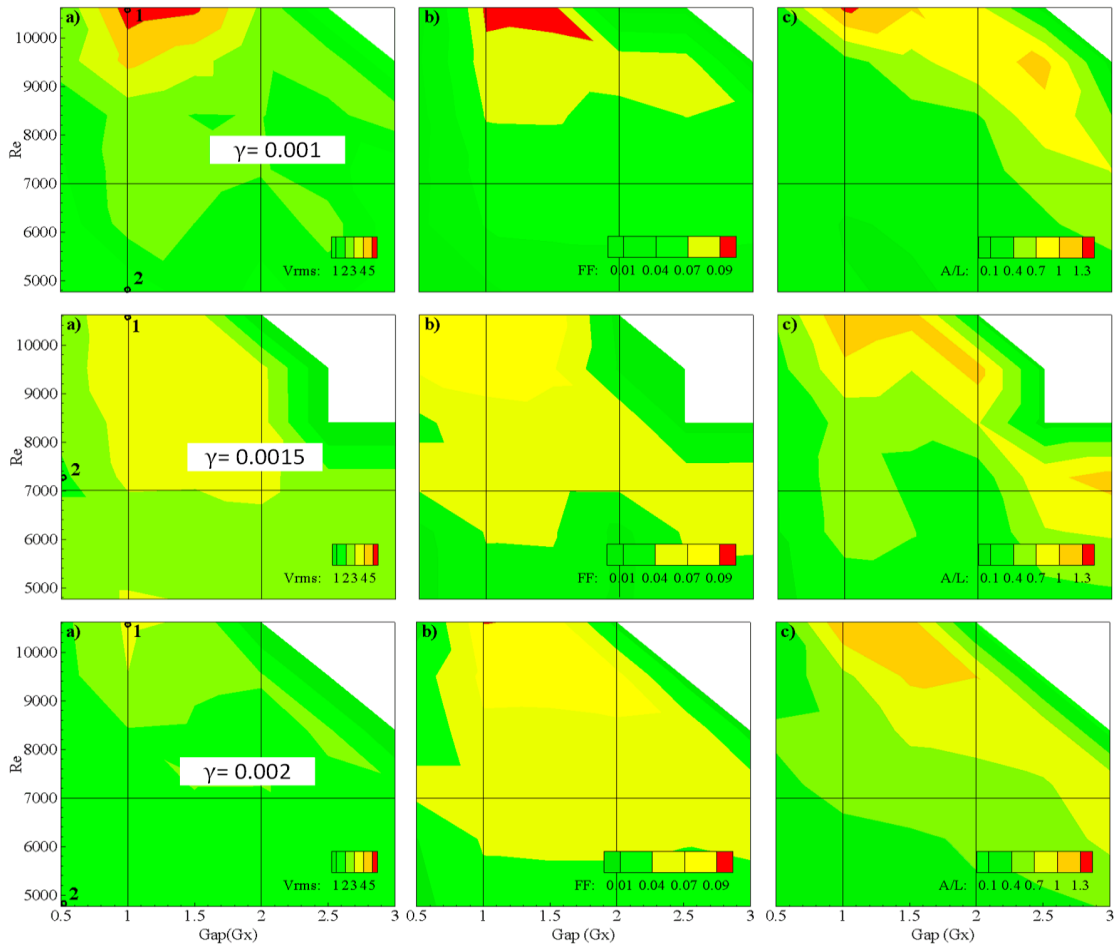 a) 1 b) c)
10000
9000
8000
γ= 0.001
Re
7000
6000
Vrms: 1 2 3 4 5
FF: 0.01 0.04 0.07 0.09
A/L: 0.1 0.4 0.7 1 1.3
5000 2
a) 1 b) c)
10000
9000
8000
γ= 0.0015
Re
2
7000
6000
Vrms: 1 2 3 4 5
FF: 0.01 0.04 0.07 0.09
A/L: 0.1 0.4 0.7 1 1.3
5000
a) 1 b) c)
10000
9000
8000
γ= 0.002
Re
7000
6000
Vrms: 1 2 3 4 5
FF: 0.01 0.04 0.07 0.09
A/L: 0.1 0.4 0.7 1 1.3
5000 2
0.5 1 1.5 2 2.5 3 0.5 1 1.5 2 2.5 3 0.5 1 1.5 2 2.5 3
Gap(Gx) Gap (Gx) Gap (Gx)